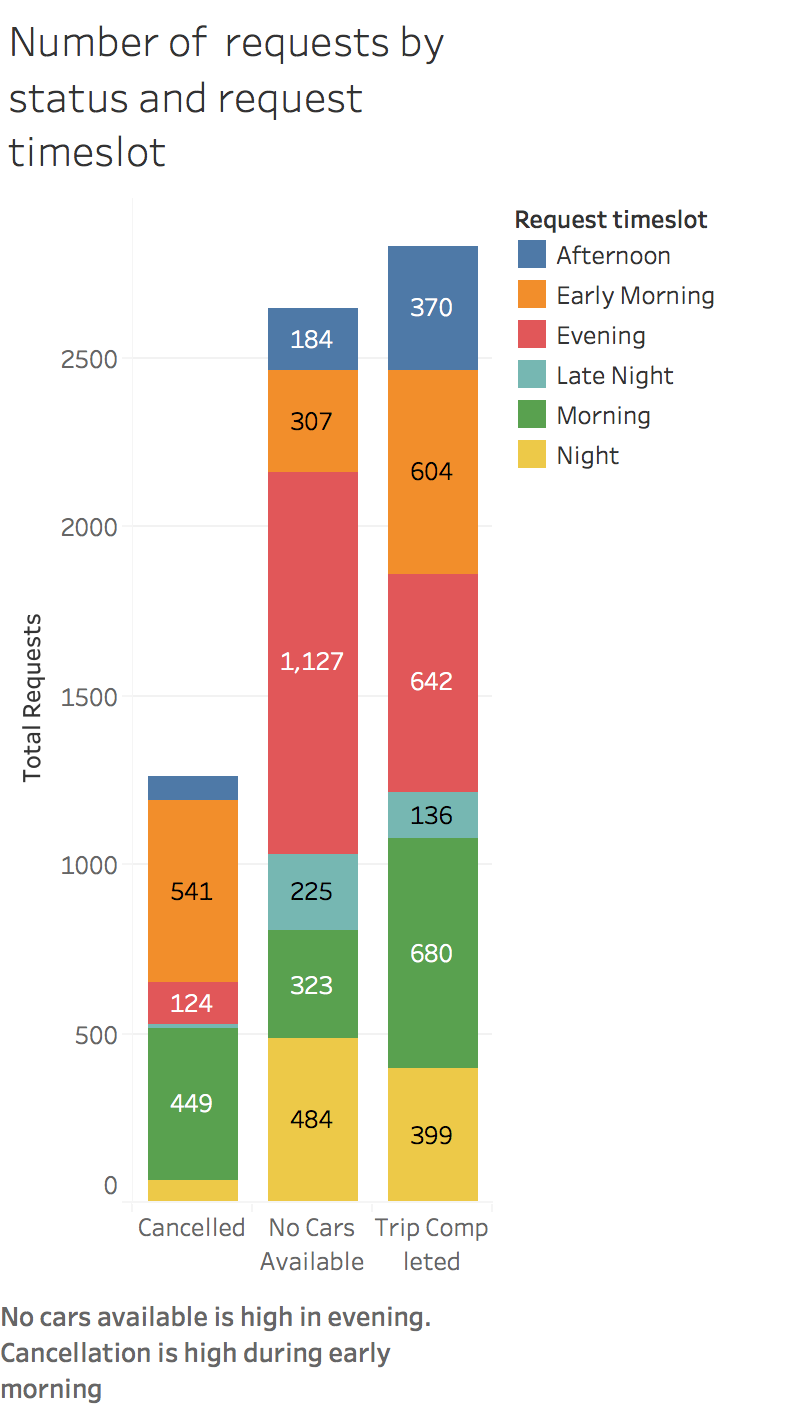 Number of requests by
status and request
timeslot
Request timeslot
Afternoon
Early Morning
Evening
Late Night
Morning
Night
Total Requests
2500
2000
1500
1000
500
0
541
124
449
184
307
1,127
225
323
484
370
604
642
136
680
399
Cancelled
No Cars
Available
Trip Comp
leted
No cars available is high in evening.
Cancellation is high during early
morning